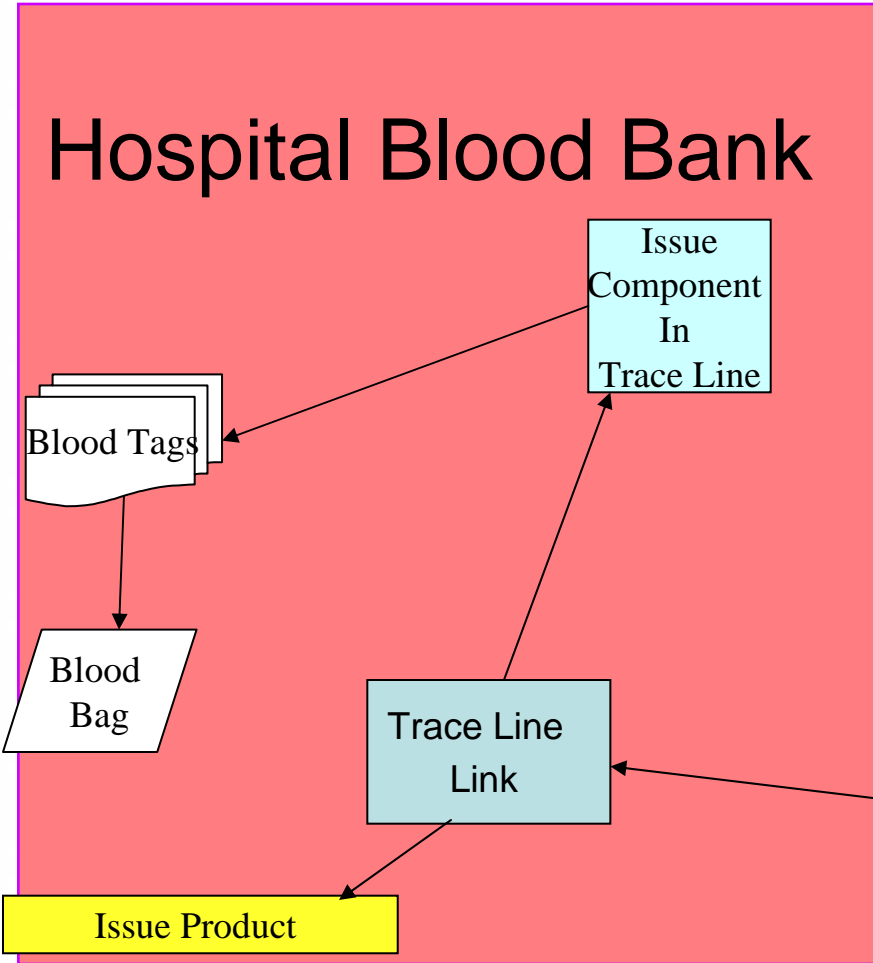 Hospital Blood Bank
Issue
Component
In
Trace Line
Blood Tags
Blood
Bag
Trace Line
Link
Issue Product